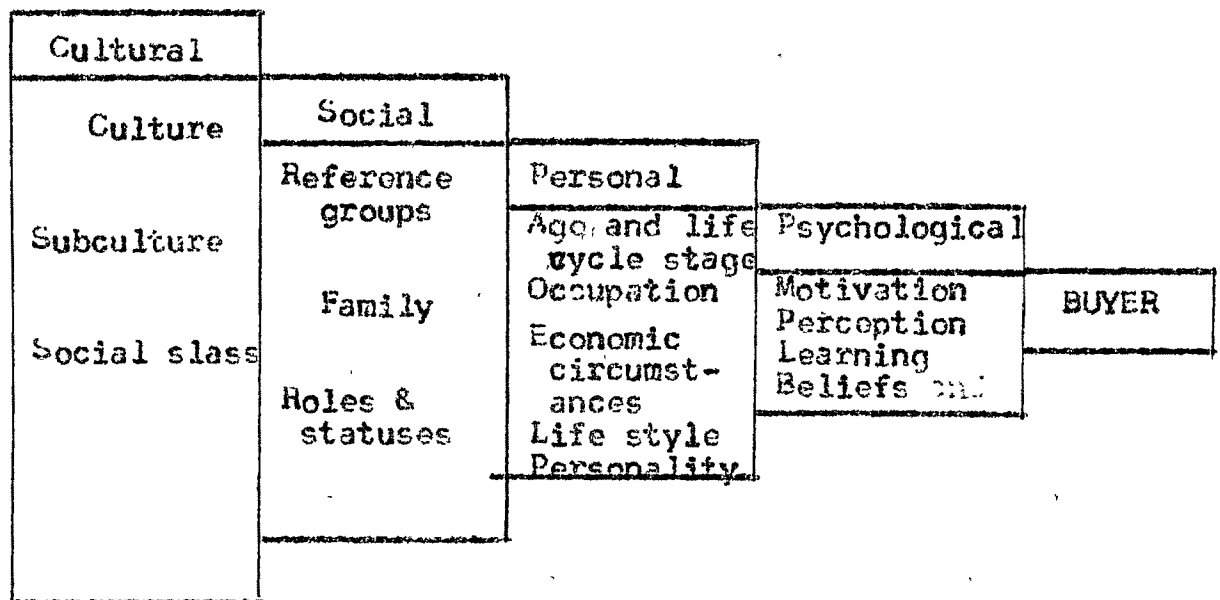 Cultural
Culture
Subculture
Social slass
Social
Reference
groups
Family
Roles &
statuses
Personal
Age and life
cycle stage
Occupation
Economic
circumst-
ances
Life style
Personality
Psychological
Motivation
Perception
Learning
Beliefs and
BUYER